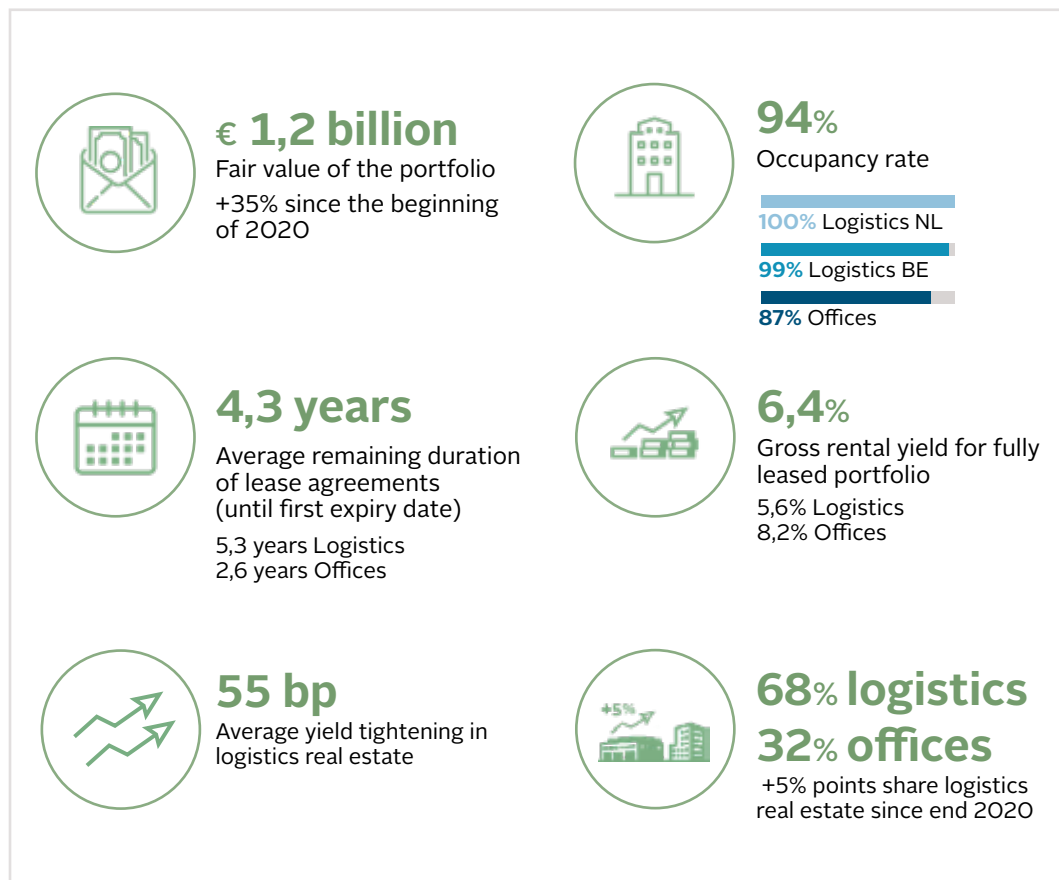 € 1,2 billion
Fair value of the portfolio
+35% since the beginning
of 2020
94%
Occupancy rate
100% Logistics NL
99% Logistics BE
87% Offices
4,3 years
Average remaining duration
of lease agreements
(until first expiry date)
5,3 years Logistics
2,6 years Offices
6,4%
Gross rental yield for fully
leased portfolio
5,6% Logistics
8,2% Offices
55 bp
Average yield tightening in
logistics real estate
+5%
68% logistics
32% offices
+5% points share logistics
real estate since end 2020